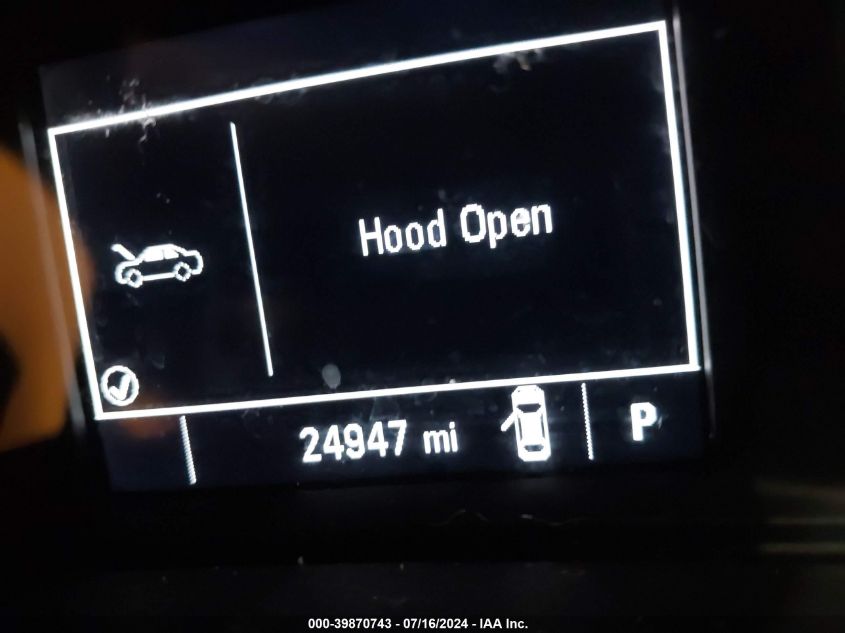 Hood Open
24947 mi
P
000-39870743 - 07/16/2024 - IAA Inc.